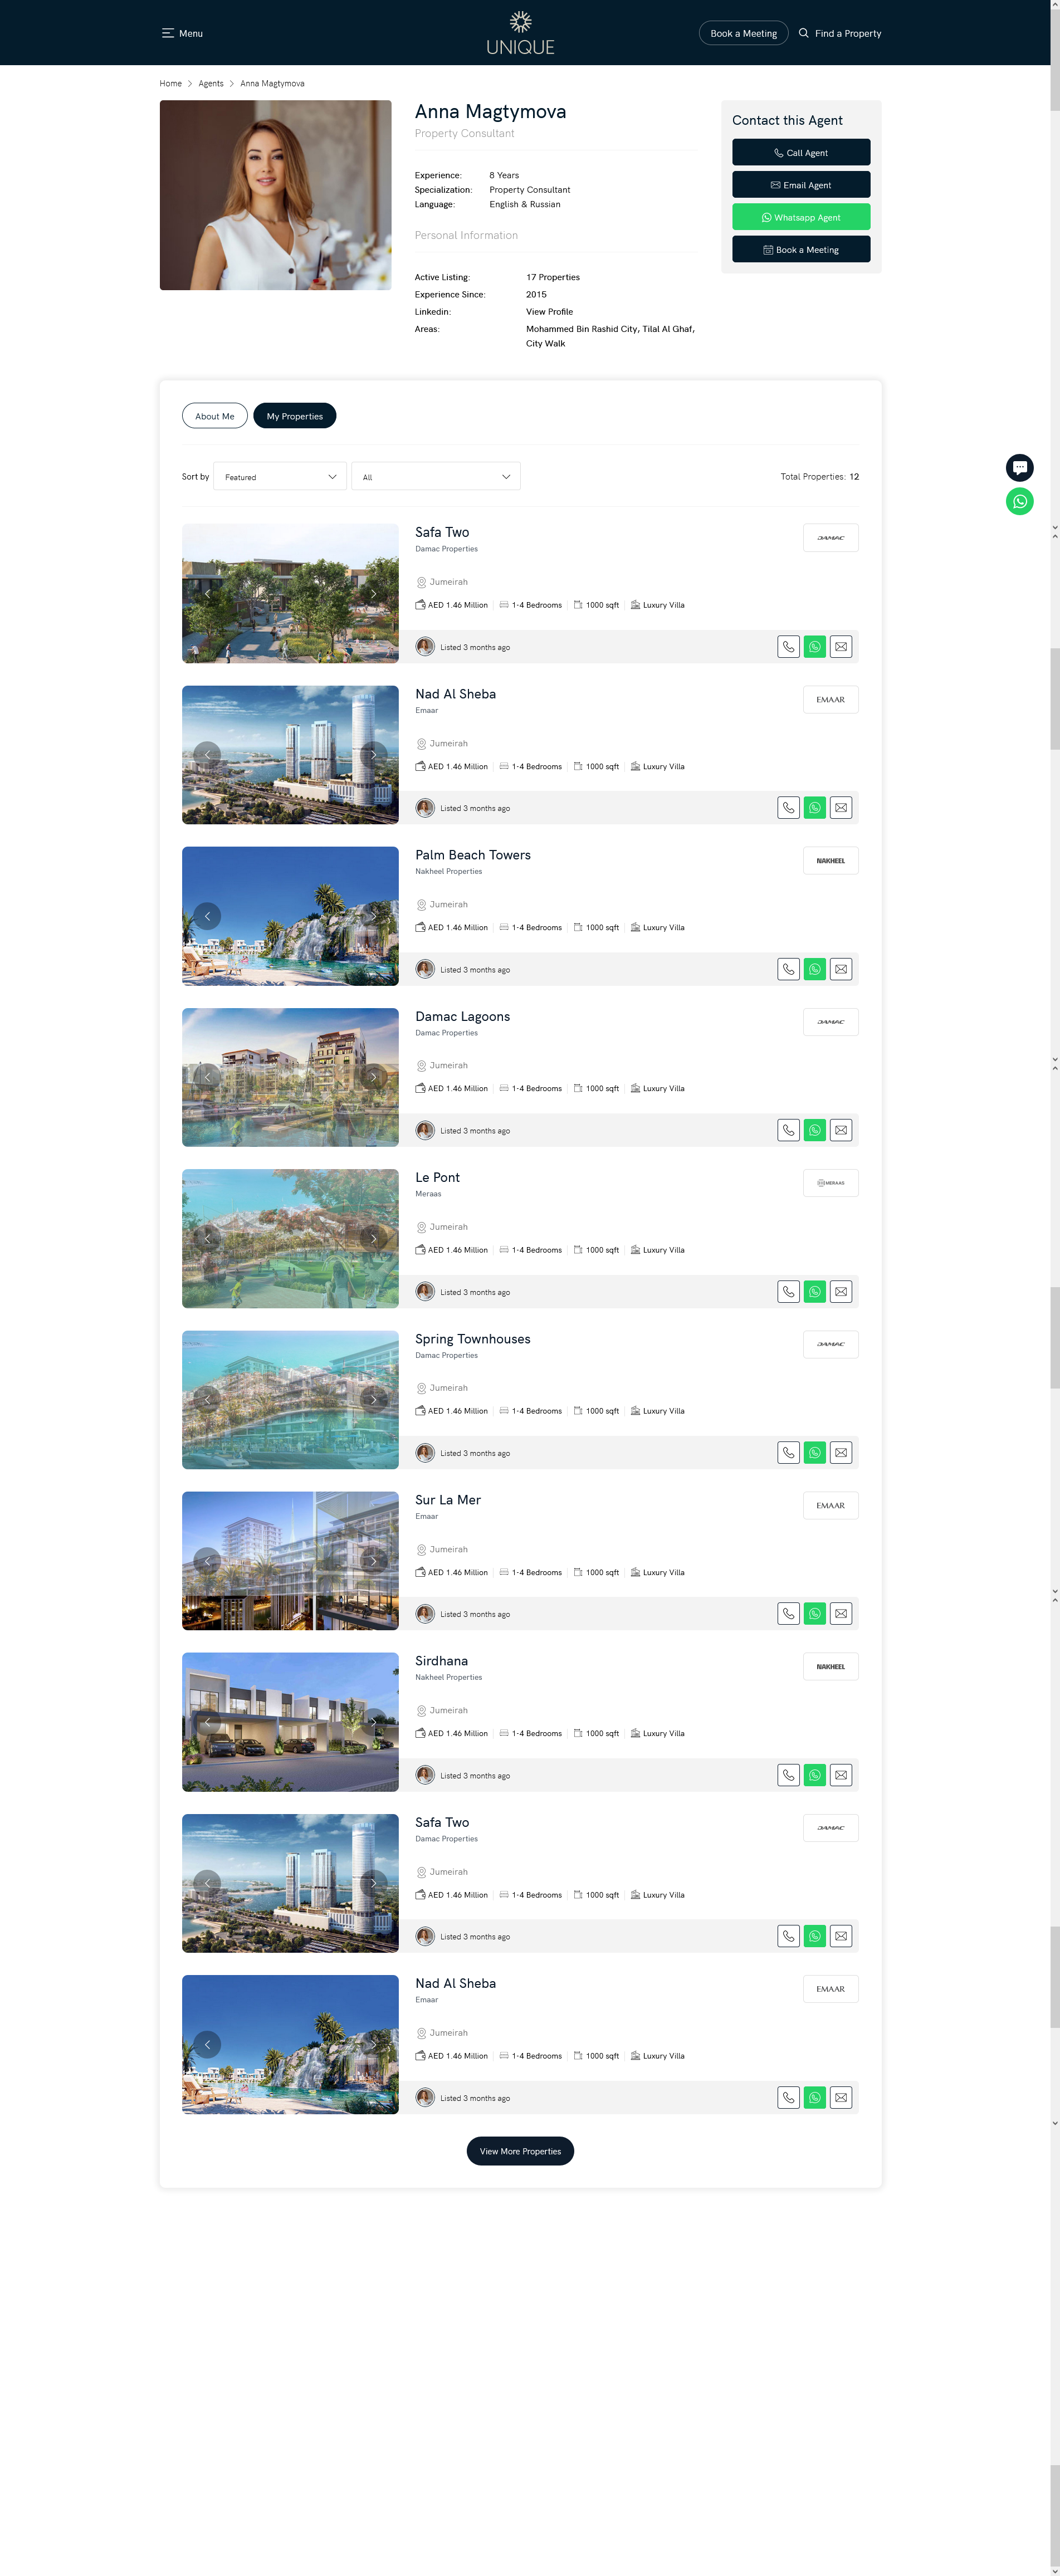 Menu
UNIQUE
Book a Meeting
Find a Property
Home > Agents > Anna Magtymova
Anna Magtymova
Property Consultant
Experience: 8 Years
Specialization: Property Consultant
Language: English & Russian
Personal Information
Active Listing: 17 Properties
Experience Since: 2015
Linkedin: View Profile
Areas: Mohammed Bin Rashid City, Tilal Al Ghaf,
City Walk
Contact this Agent
Call Agent
Email Agent
Whatsapp Agent
Book a Meeting
About Me
My Properties
Sort by
Featured
All
Total Properties: 12
Safa Two
Damac Properties
DAMAC
Jumeirah
AED 1.46 Million 1-4 Bedrooms 1000 sqft Luxury Villa
Listed 3 months ago
Nad Al Sheba
Emaar
EMAAR
Jumeirah
AED 1.46 Million 1-4 Bedrooms 1000 sqft Luxury Villa
Listed 3 months ago
Palm Beach Towers
Nakheel Properties
NAKHEEL
Jumeirah
AED 1.46 Million 1-4 Bedrooms 1000 sqft Luxury Villa
Listed 3 months ago
Damac Lagoons
Damac Properties
DAMAC
Jumeirah
AED 1.46 Million 1-4 Bedrooms 1000 sqft Luxury Villa
Listed 3 months ago
Le Pont
Meraas
MERAAS
Jumeirah
AED 1.46 Million 1-4 Bedrooms 1000 sqft Luxury Villa
Listed 3 months ago
Spring Townhouses
Damac Properties
DAMAC
Jumeirah
AED 1.46 Million 1-4 Bedrooms 1000 sqft Luxury Villa
Listed 3 months ago
Sur La Mer
Emaar
EMAAR
Jumeirah
AED 1.46 Million 1-4 Bedrooms 1000 sqft Luxury Villa
Listed 3 months ago
Sirdhana
Nakheel Properties
NAKHEEL
Jumeirah
AED 1.46 Million 1-4 Bedrooms 1000 sqft Luxury Villa
Listed 3 months ago
Safa Two
Damac Properties
DAMAC
Jumeirah
AED 1.46 Million 1-4 Bedrooms 1000 sqft Luxury Villa
Listed 3 months ago
Nad Al Sheba
Emaar
EMAAR
Jumeirah
AED 1.46 Million 1-4 Bedrooms 1000 sqft Luxury Villa
Listed 3 months ago
View More Properties